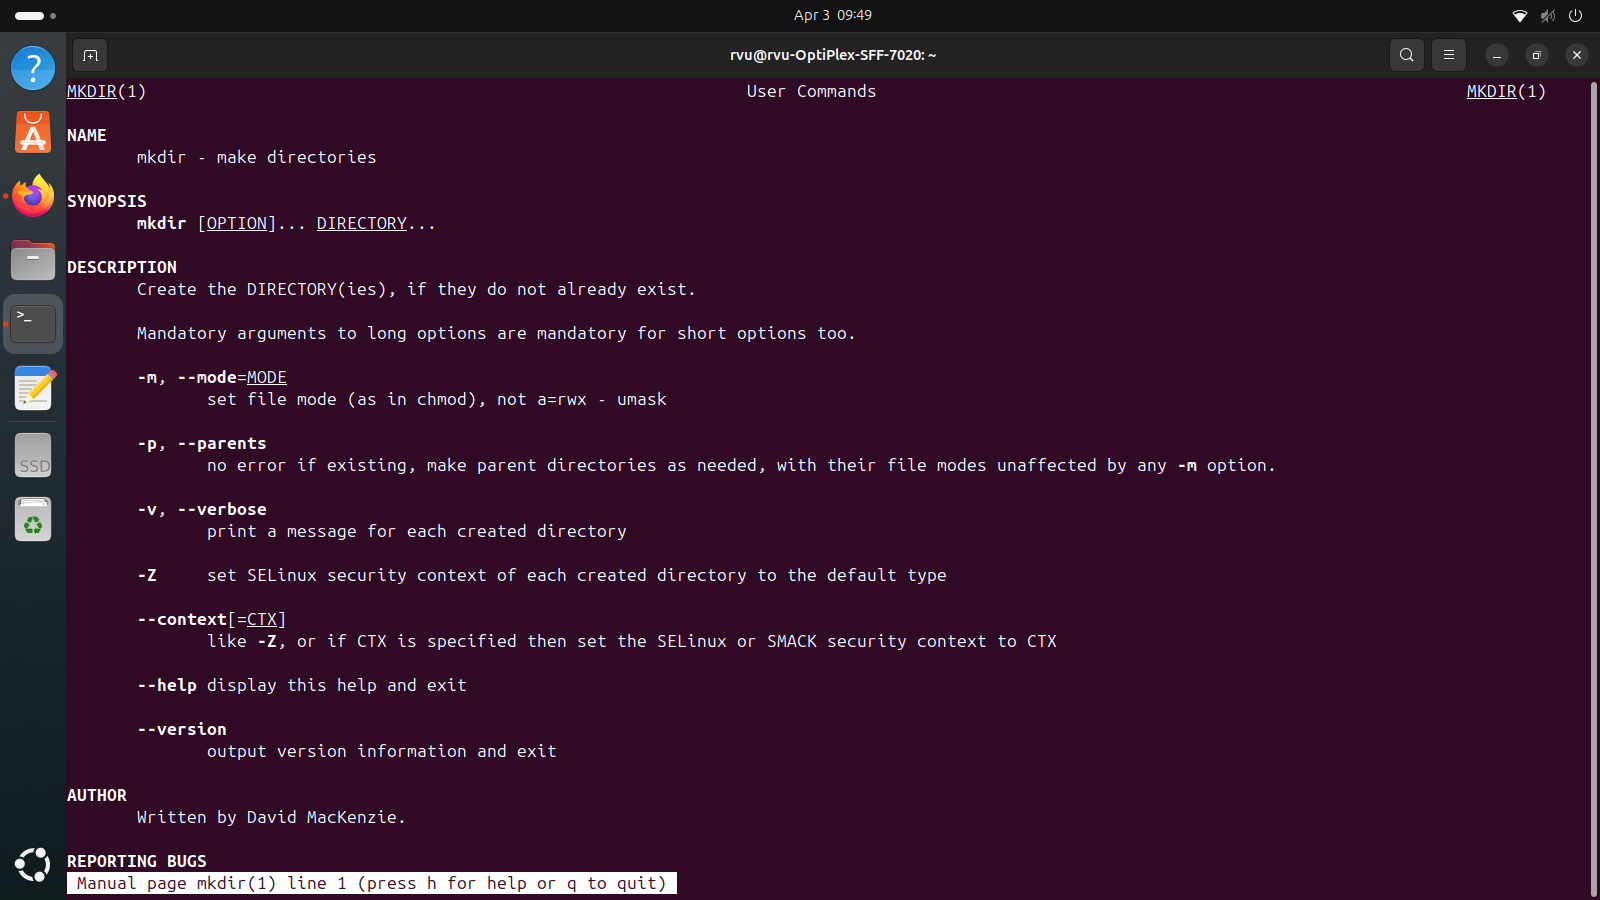 Apr 3 09:49
rvu@rvu-OptiPlex-SFF-7020: ~
MKDIR(1) User Commands MKDIR(1)
NAME
mkdir - make directories
SYNOPSIS
mkdir [OPTION]... DIRECTORY...
DESCRIPTION
Create the DIRECTORY(ies), if they do not already exist.
Mandatory arguments to long options are mandatory for short options too.
-m, --mode=MODE
set file mode (as in chmod), not a=rwx - umask
-p, --parents
no error if existing, make parent directories as needed, with their file modes unaffected by any -m option.
-v, --verbose
print a message for each created directory
-Z set SELinux security context of each created directory to the default type
--context[=CTX]
like -Z, or if CTX is specified then set the SELinux or SMACK security context to CTX
--help display this help and exit
--version
output version information and exit
AUTHOR
Written by David MacKenzie.
REPORTING BUGS
Manual page mkdir(1) line 1 (press h for help or q to quit)
?
A
>_
SSD